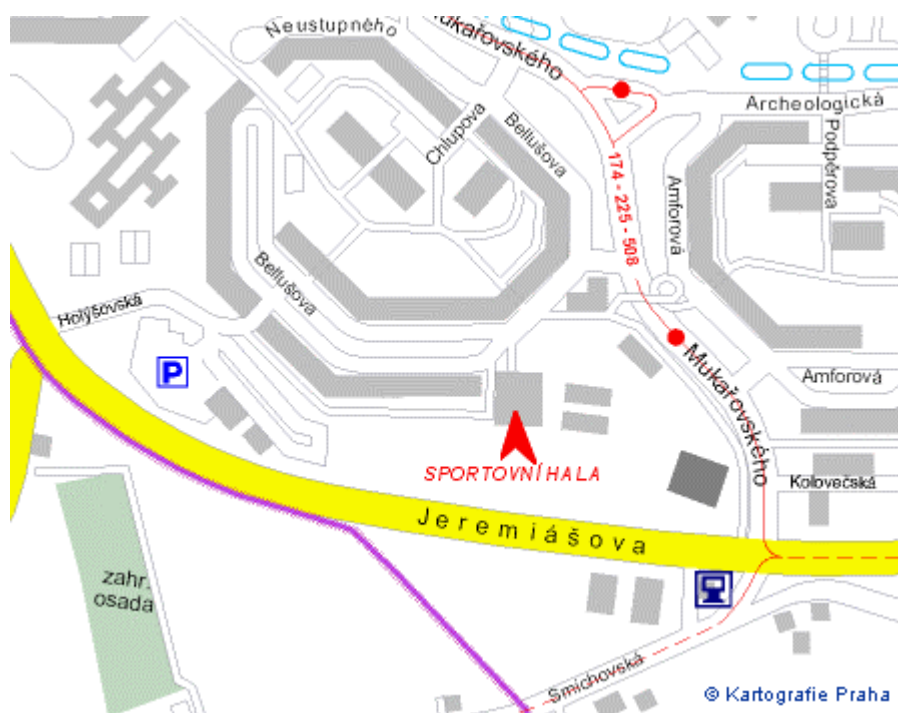 Neustupného
Mukařovského
Archeologická
Chlupova
Bellušova
Podpěrova
174 - 225 - 508
Amforová
Bellušova
Holýšovská
P
Mukařovského
Amforová
SPORTOVNÍ HALA
Kolovečská
Jeremiášova
zahr.
osada
Smíchovská
© Kartografie Praha